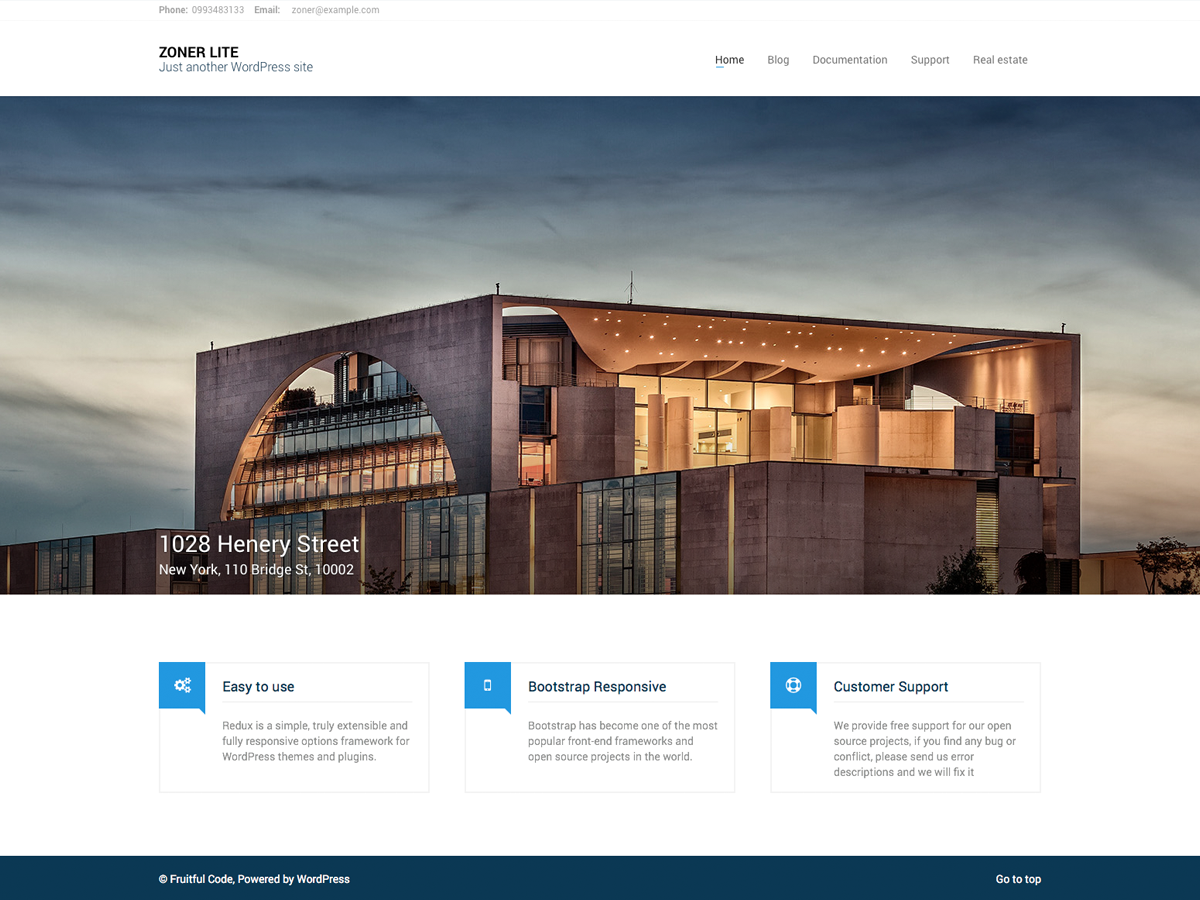 Phone: 0993483133 Email: zoner@example.com
ZONER LITE
Just another WordPress site
Home Blog Documentation Support Real estate
1028 Henery Street
New York, 110 Bridge St, 10002
Easy to use
Redux is a simple, truly extensible and
fully responsive options framework for
WordPress themes and plugins.
Bootstrap Responsive
Bootstrap has become one of the most
popular front-end frameworks and
open source projects in the world.
Customer Support
We provide free support for our open
source projects, if you find any bug or
conflict, please send us error
descriptions and we will fix it
© Fruitful Code, Powered by WordPress
Go to top